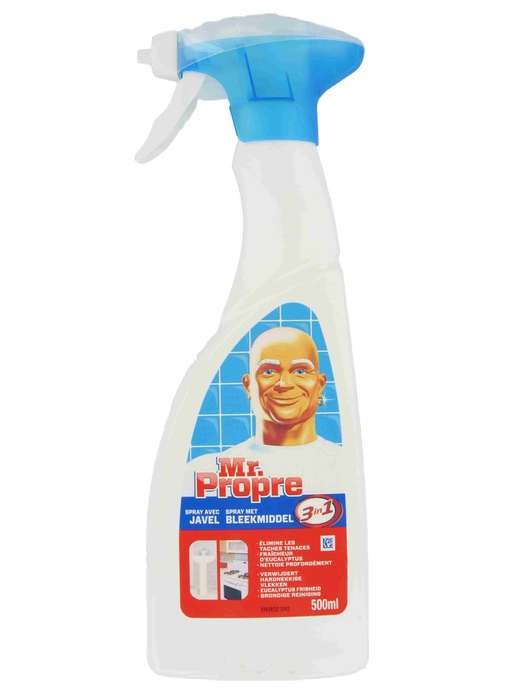 Mr.
Propre
SPRAY AVEC JAVEL
SPRAY MET BLEEKMIDDEL
3in1
· ÉLIMINE LES
TACHES TENACES
· FRAÎCHEUR
D'EUCALYPTUS
· NETTOIE PROFONDÉMENT
· VERWIJDERT
HARDNEKKIGE
VLEKKEN
· EUCALYPTUS FRISHEID
· GRONDIGE REINIGING
500ml